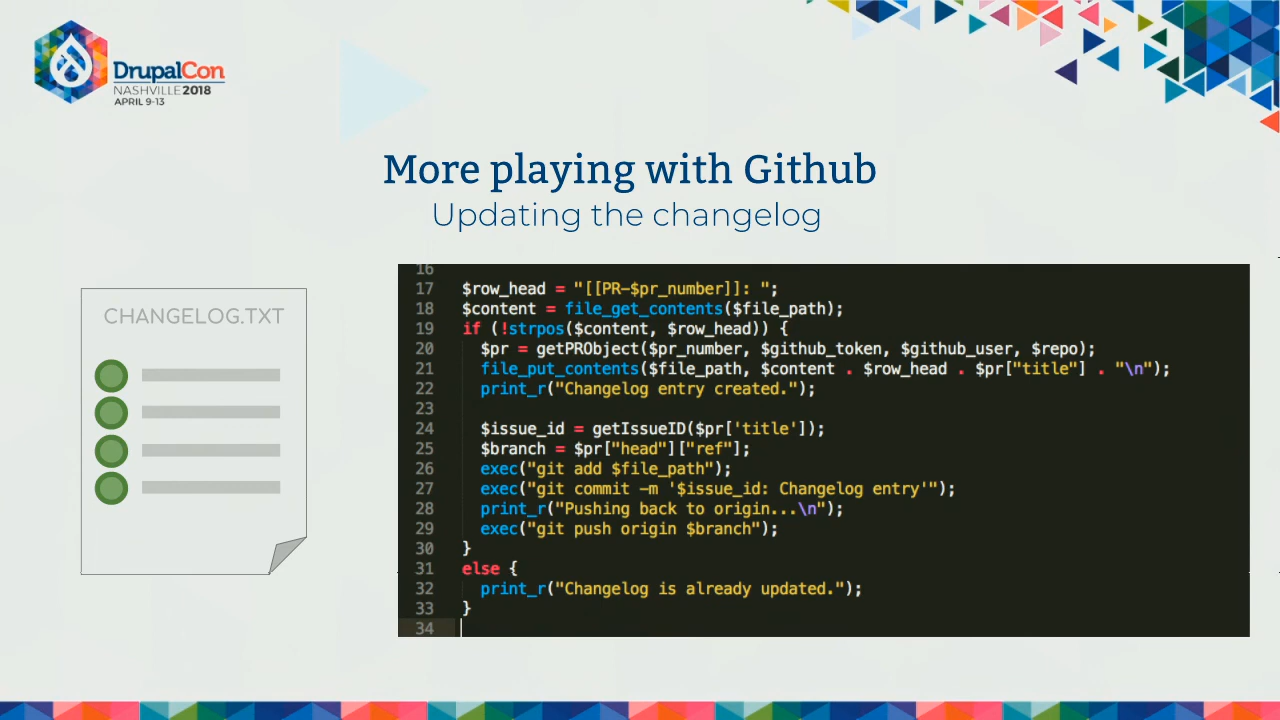 DrupalCon
NASHVILLE 2018
APRIL 9-13
More playing with Github
Updating the changelog
CHANGELOG.TXT
16
17 $row_head = "[[PR-$pr_number]]: ";
18 $content = file_get_contents($file_path);
19 if (!strpos($content, $row_head)) {
20 $pr = getPRObject($pr_number, $github_token, $github_user, $repo);
21 file_put_contents($file_path, $content . $row_head . $pr["title"] . "\n");
22 print_r("Changelog entry created.");
23
24 $issue_id = getIssueID($pr['title']);
25 $branch = $pr["head"]["ref"];
26 exec("git add $file_path");
27 exec("git commit -m '$issue_id: Changelog entry'");
28 print_r("Pushing back to origin...\n");
29 exec("git push origin $branch");
30 }
31 else {
32 print_r("Changelog is already updated.");
33 }
34